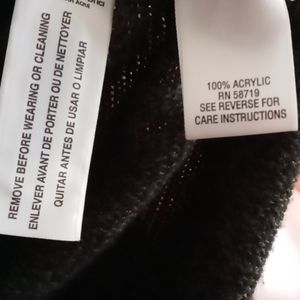 REMOVE BEFORE WEARING OR CLEANING
ENLEVER AVANT DE PORTER OU DE NETTOYER
QUITAR ANTES DE USAR O LIMPIAR
100% ACRYLIC
RN 58719
SEE REVERSE FOR
CARE INSTRUCTIONS